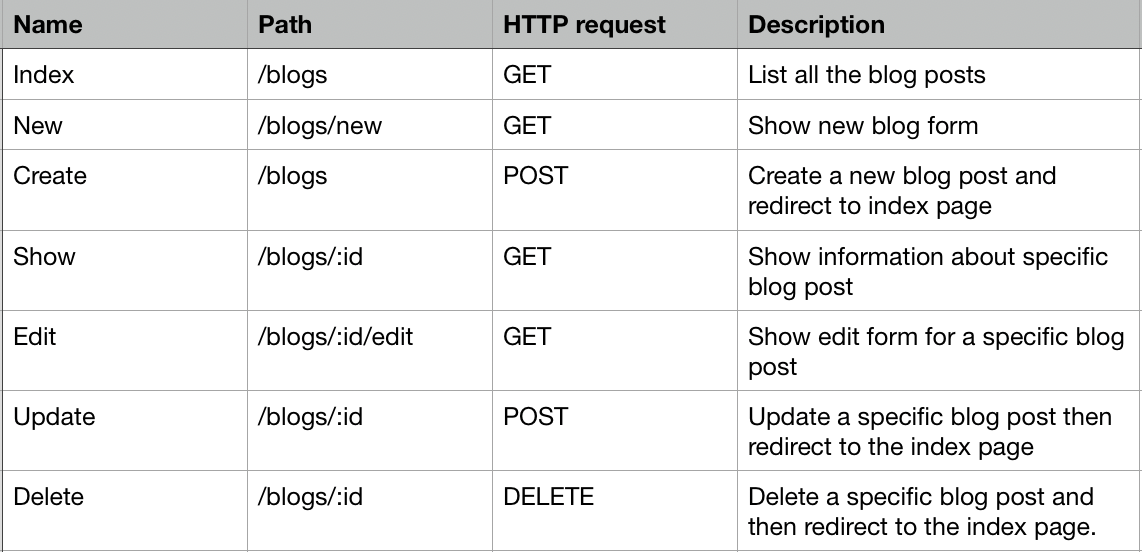 Name Path HTTP request Description
Index /blogs GET List all the blog posts
New /blogs/new GET Show new blog form
Create /blogs POST Create a new blog post and
redirect to index page
Show /blogs/:id GET Show information about specific
blog post
Edit /blogs/:id/edit GET Show edit form for a specific blog
post
Update /blogs/:id POST Update a specific blog post then
redirect to the index page
Delete /blogs/:id DELETE Delete a specific blog post and
then redirect to the index page.